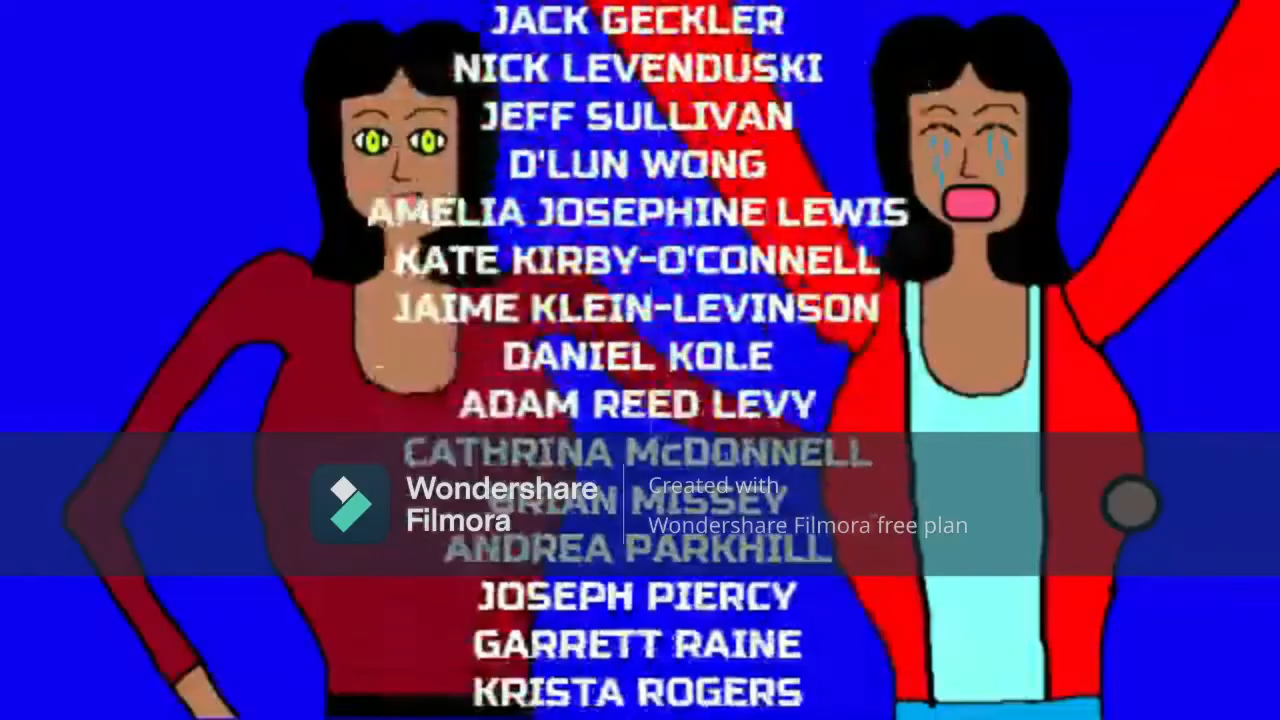 JACK GECKLER
NICK LEVENDUSKI
JEFF SULLIVAN
D'LUN WONG
AMELIA JOSEPHINE LEWIS
KATE KIRBY-O'CONNELL
JAIME KLEIN-LEVINSON
DANIEL KOLE
ADAM REED LEVY
CATHRINA McDONNELL
BRIAN MISSEY
ANDREA PARKHILL
JOSEPH PIERCY
GARRETT RAINE
KRISTA ROGERS
Wondershare
Filmora
Created with
Wondershare Filmora free plan